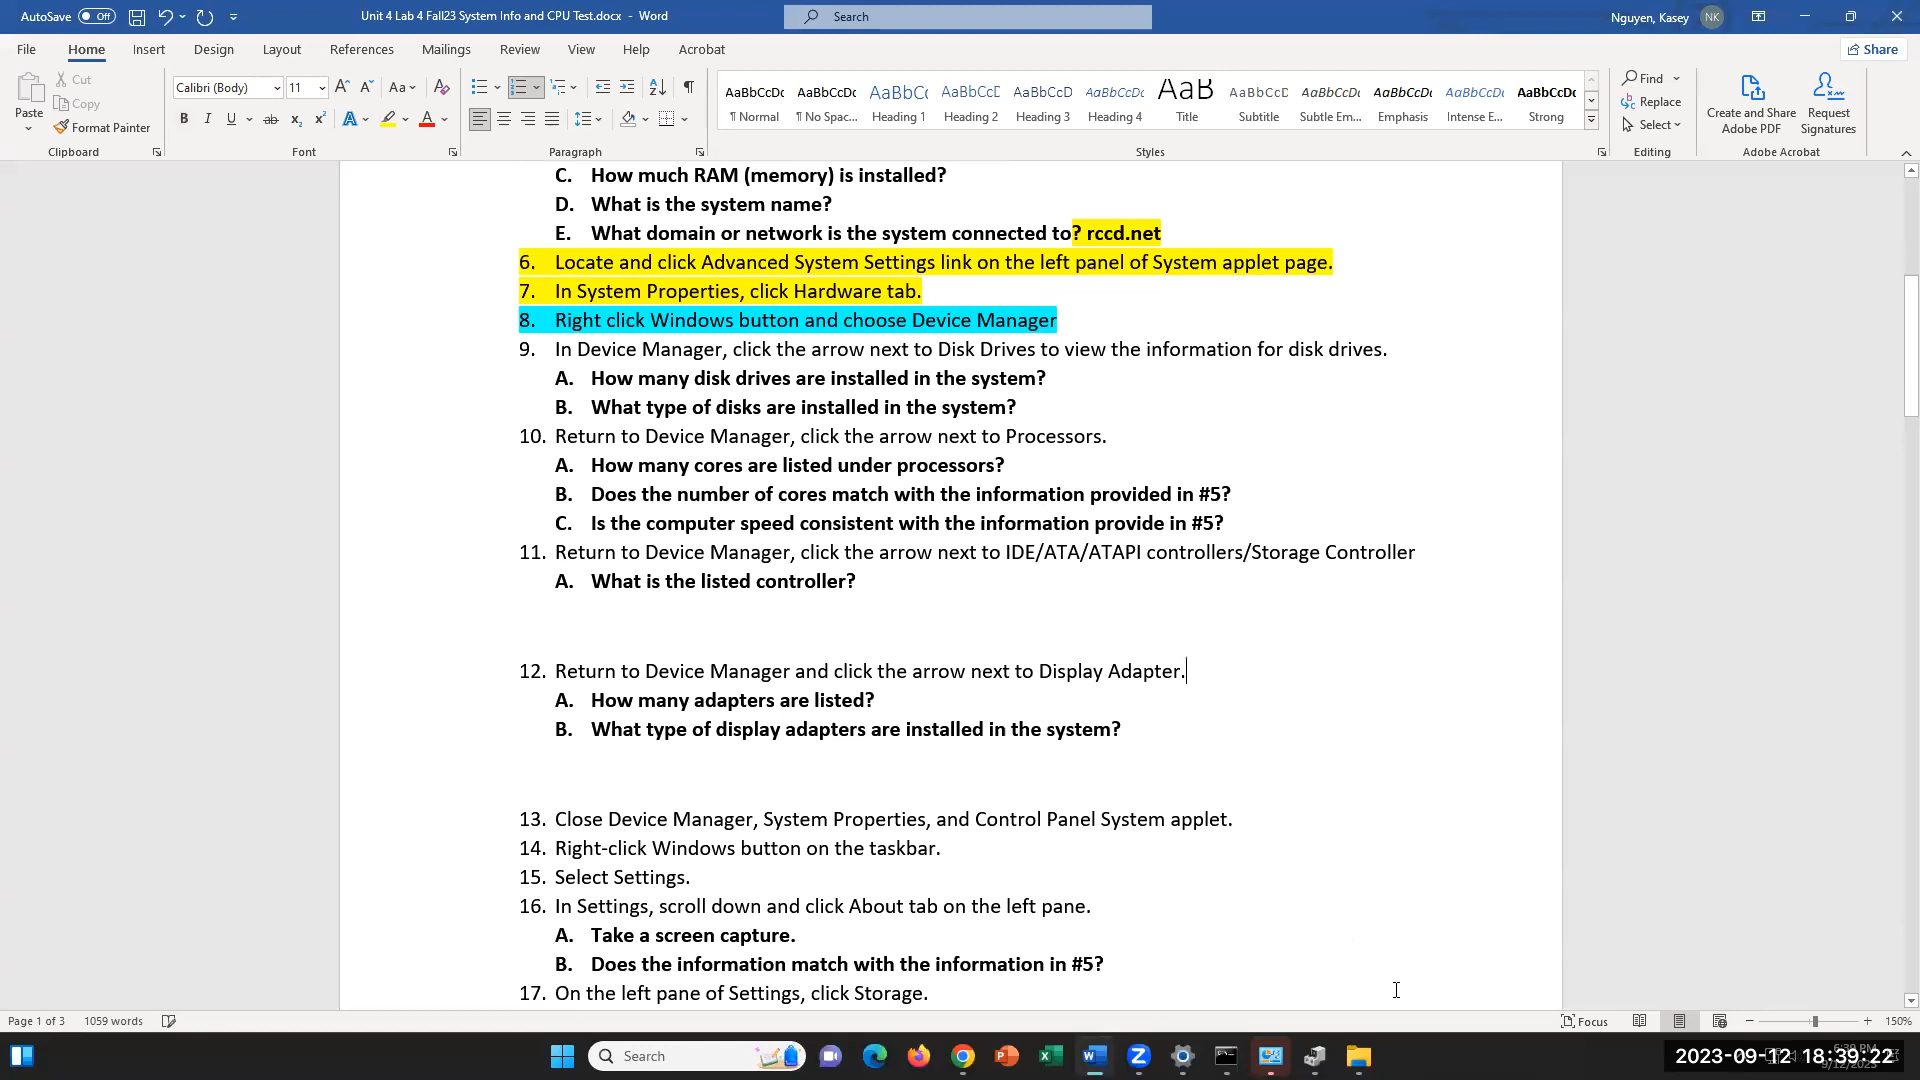 AutoSave Off
Unit 4 Lab 4 Fall23 System Info and CPU Test.docx - Word
Search
Nguyen, Kasey NK
File Home Insert Design Layout References Mailings Review View Help Acrobat
Share
Paste
Cut
Copy
Format Painter
Clipboard
Calibri (Body) 11
Font
Paragraph
AaBbCcDc AaBbCcDc AaBbC( AaBbCcD AaBbCcDc AaBbCcDc AaB AaBbCcD AaBbCcDc AaBbCcDc AaBbCcDc AaBbCcDc
¶ Normal ¶ No Spac... Heading 1 Heading 2 Heading 3 Heading 4 Title Subtitle Subtle Em... Emphasis Intense E... Strong
Styles
Find
Replace
Select
Editing
Create and Share Adobe PDF
Request Signatures
Adobe Acrobat
C. How much RAM (memory) is installed?
D. What is the system name?
E. What domain or network is the system connected to? rccd.net
6. Locate and click Advanced System Settings link on the left panel of System applet page.
7. In System Properties, click Hardware tab.
8. Right click Windows button and choose Device Manager
9. In Device Manager, click the arrow next to Disk Drives to view the information for disk drives.
A. How many disk drives are installed in the system?
B. What type of disks are installed in the system?
10. Return to Device Manager, click the arrow next to Processors.
A. How many cores are listed under processors?
B. Does the number of cores match with the information provided in #5?
C. Is the computer speed consistent with the information provide in #5?
11. Return to Device Manager, click the arrow next to IDE/ATA/ATAPI controllers/Storage Controller
A. What is the listed controller?
12. Return to Device Manager and click the arrow next to Display Adapter.
A. How many adapters are listed?
B. What type of display adapters are installed in the system?
13. Close Device Manager, System Properties, and Control Panel System applet.
14. Right-click Windows button on the taskbar.
15. Select Settings.
16. In Settings, scroll down and click About tab on the left pane.
A. Take a screen capture.
B. Does the information match with the information in #5?
17. On the left pane of Settings, click Storage.
Page 1 of 3 1059 words
Focus
150%
Search
2023-09-12 18:39:22